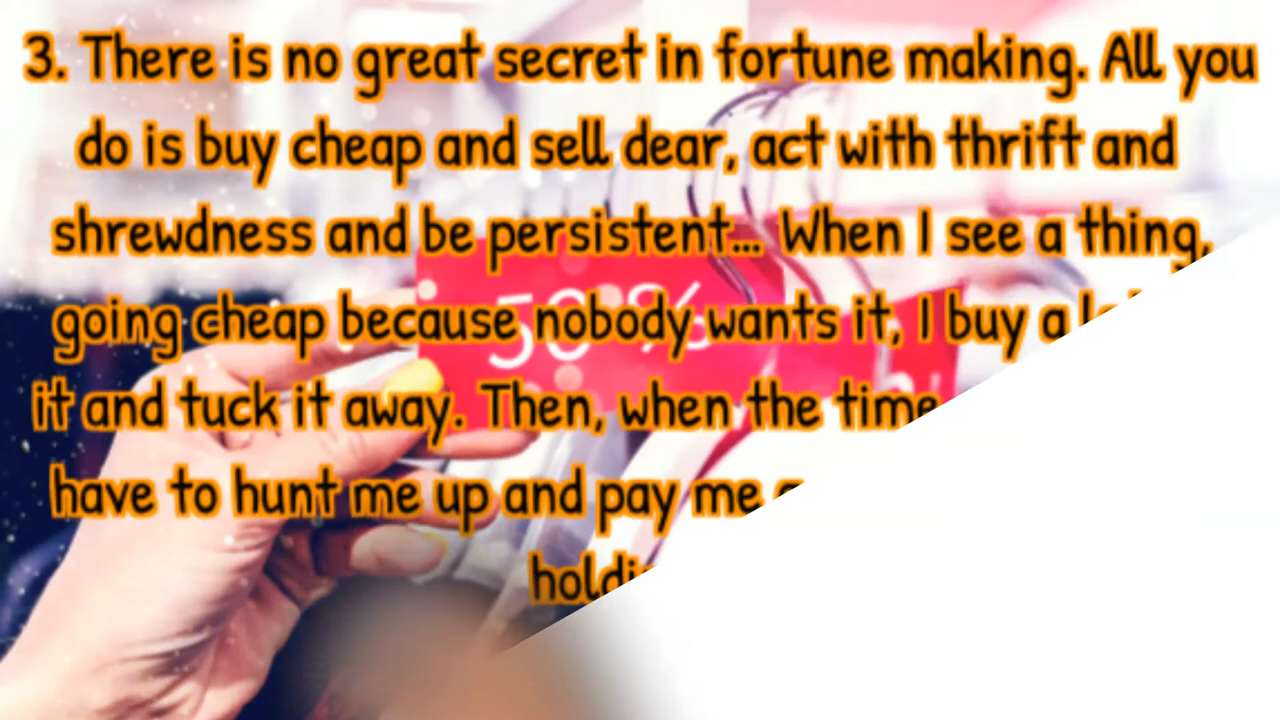 3. There is no great secret in fortune making. All you
do is buy cheap and sell dear, act with thrift and
shrewdness and be persistent... When I see a thing,
going cheap because nobody wants it, I buy a
it and tuck it away. Then, when the time
have to hunt me up and pay me
50%